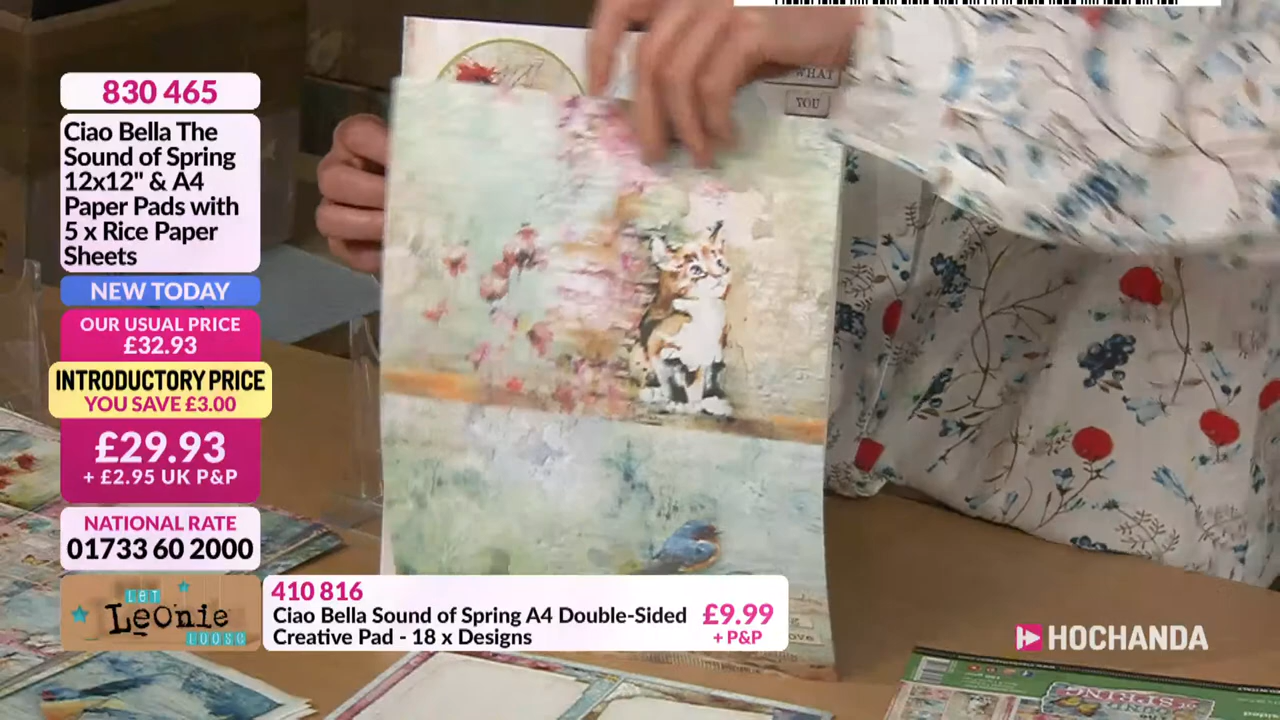 830 465
Ciao Bella The
Sound of Spring
12x12" & A4
Paper Pads with
5 x Rice Paper
Sheets
NEW TODAY
OUR USUAL PRICE
£32.93
INTRODUCTORY PRICE
YOU SAVE £3.00
£29.93
+ £2.95 UK P&P
NATIONAL RATE
01733 60 2000
LET
Leonie
LOOSE
410 816
Ciao Bella Sound of Spring A4 Double-Sided
Creative Pad - 18 x Designs
£9.99
+ P&P
WHAT
YOU
HOCHANDA
SPRING